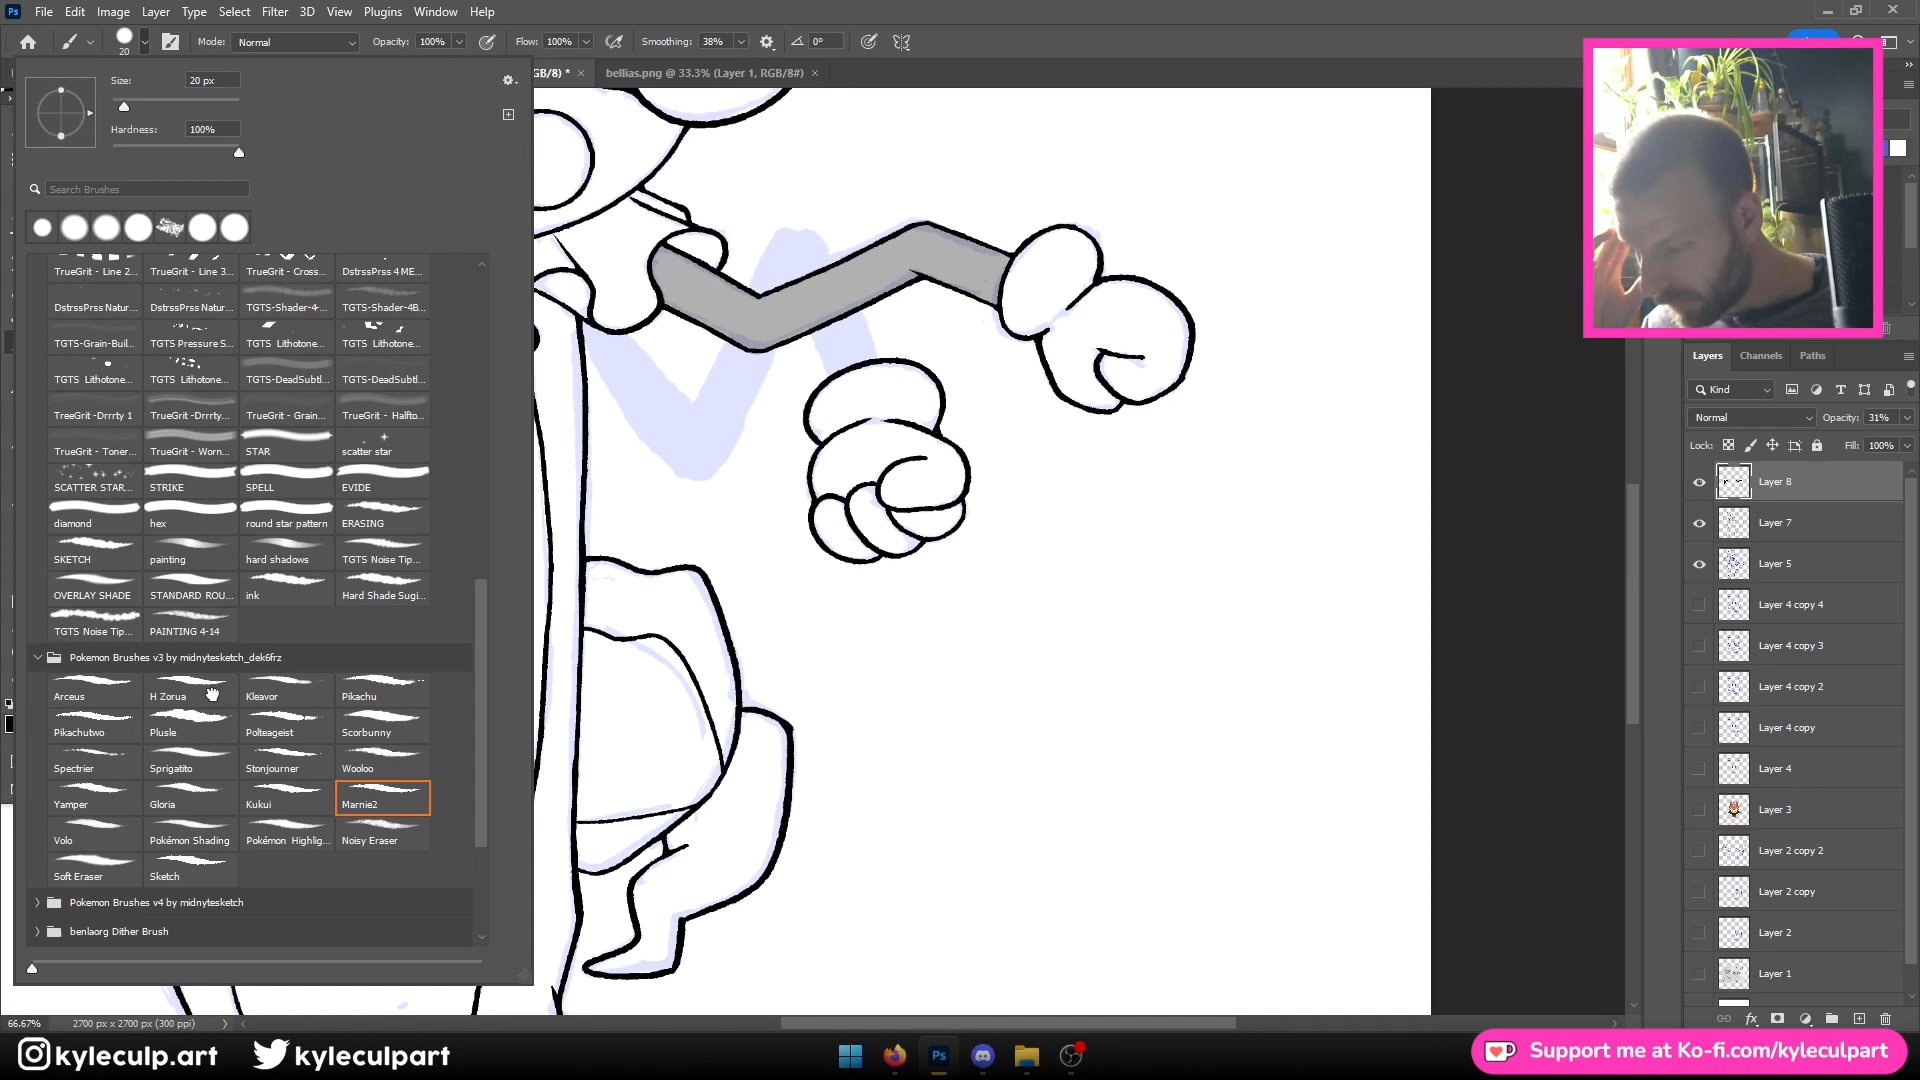 Ps File Edit Image Layer Type Select Filter 3D View Plugins Window Help
20 Mode: Normal Opacity: 100% Flow: 100% Smoothing: 38% 0°
GB/8) * × bellias.png @ 33.3% (Layer 1, RGB/8#) ×
Size: 20 px
Hardness: 100%
Search Brushes
TrueGrit - Line 2... TrueGrit - Line 3... TrueGrit - Cross... DstrssPrss 4 ME...
DstrssPrss Natur... DstrssPrss Natur... TGTS-Shader-4-... TGTS-Shader-4B...
TGTS-Grain-Buil... TGTS Pressure S... TGTS Lithotone... TGTS Lithotone...
TGTS Lithotone... TGTS Lithotone... TGTS-DeadSubtl... TGTS-DeadSubtl...
TreeGrit -Drrrty 1 TrueGrit -Drrrty... TrueGrit - Grain... TrueGrit - Halfto...
TrueGrit - Toner... TrueGrit - Worn... STAR scatter star
SCATTER STAR... STRIKE SPELL EVIDE
diamond hex round star pattern ERASING
SKETCH painting hard shadows TGTS Noise Tip...
OVERLAY SHADE STANDARD ROU... ink Hard Shade Sugi...
TGTS Noise Tip... PAINTING 4-14
Pokemon Brushes v3 by midnytesketch_dek6frz
Arceus H Zorua Kleavor Pikachu
Pikachutwo Plusle Polteageist Scorbunny
Spectrier Sprigatito Stonjourner Wooloo
Yamper Gloria Kukui Marnie2
Volo Pokémon Shading Pokémon Highlig... Noisy Eraser
Soft Eraser Sketch
Pokemon Brushes v4 by midnytesketch
benlaorg Dither Brush
Layers Channels Paths
Kind
Normal Opacity: 31%
Lock: Fill: 100%
Layer 8
Layer 7
Layer 5
Layer 4 copy 4
Layer 4 copy 3
Layer 4 copy 2
Layer 4 copy
Layer 4
Layer 3
Layer 2 copy 2
Layer 2 copy
Layer 2
Layer 1
fx
66.67% 2700 px x 2700 px (300 ppi)
kyleculp.art kyleculpart Ps Support me at Ko-fi.com/kyleculpart